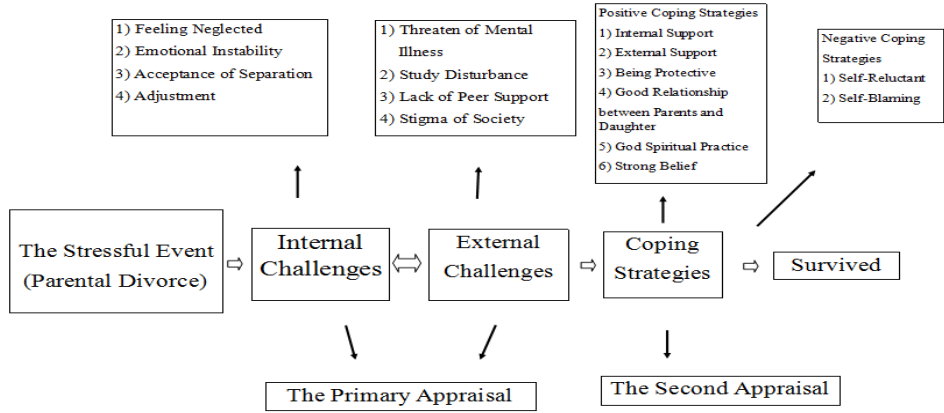 1) Feeling Neglected
2) Emotional Instability
3) Acceptance of Separation
4) Adjustment
1) Threaten of Mental
Illness
2) Study Disturbance
3) Lack of Peer Support
4) Stigma of Society
Positive Coping Strategies
1) Internal Support
2) External Support
3) Being Protective
4) Good Relationship
between Parents and
Daughter
5) God Spiritual Practice
6) Strong Belief
Negative Coping
Strategies
1) Self-Reluctant
2) Self-Blaming
The Stressful Event
(Parental Divorce)
Internal
Challenges
External
Challenges
Coping
Strategies
Survived
The Primary Appraisal
The Second Appraisal